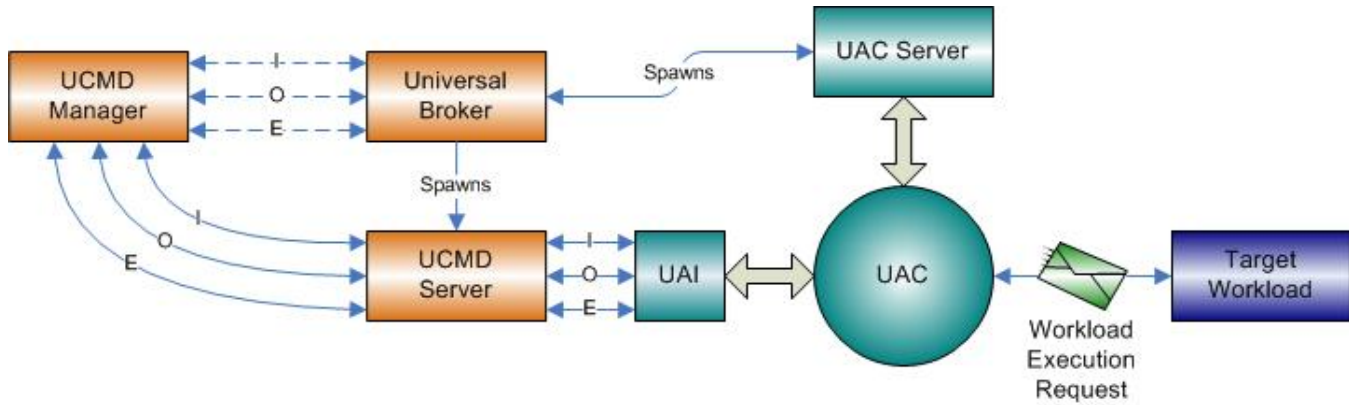 UCMD
Manager
I
O
E
Universal
Broker
Spawns
UAC Server
Spawns
I
O
E
UCMD
Server
I
O
E
UAI
UAC
Target
Workload
Workload
Execution
Request